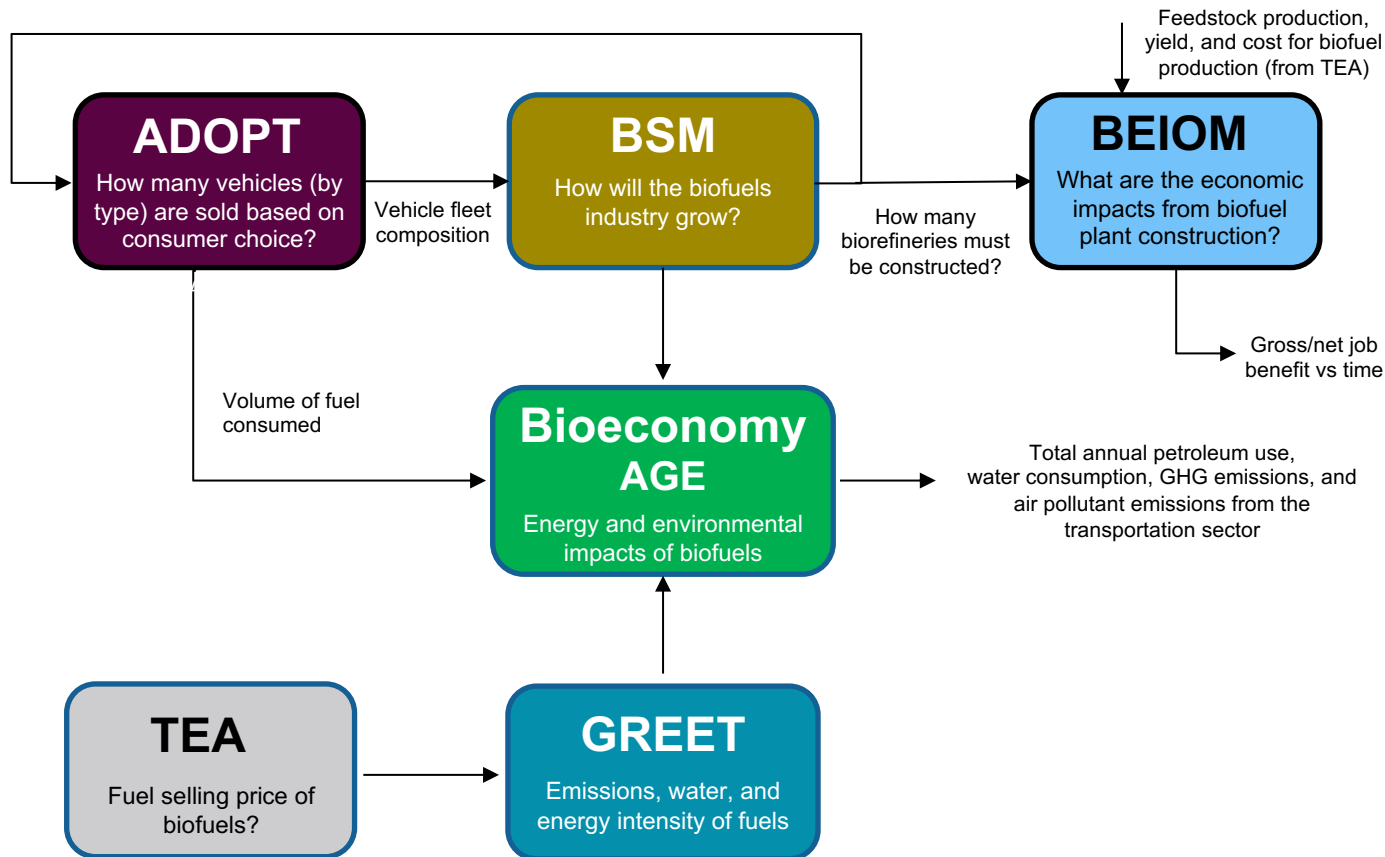 Feedstock production,
yield, and cost for biofuel
production (from TEA)
ADOPT
How many vehicles (by
type) are sold based on
consumer choice?
Vehicle fleet
composition
BSM
How will the biofuels
industry grow?
How many
biorefineries must
be constructed?
BEIOM
What are the economic
impacts from biofuel
plant construction?
Gross/net job
benefit vs time
Volume of fuel
consumed
Bioeconomy
AGE
Energy and environmental
impacts of biofuels
Total annual petroleum use,
water consumption, GHG emissions, and
air pollutant emissions from the
transportation sector
TEA
Fuel selling price of
biofuels?
GREET
Emissions, water, and
energy intensity of fuels